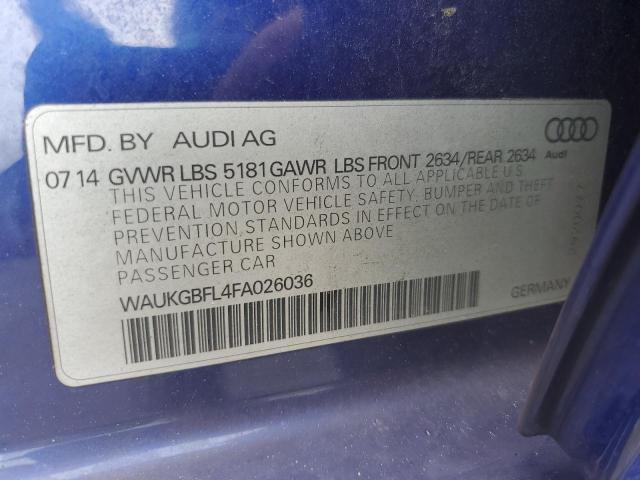 MFD. BY AUDI AG
07 14 GVWR LBS 5181 GAWR LBS FRONT 2634/REAR 2634
Audi
THIS VEHICLE CONFORMS TO ALL APPLICABLE U.S.
FEDERAL MOTOR VEHICLE SAFETY, BUMPER AND THEFT
PREVENTION STANDARDS IN EFFECT ON THE DATE OF
MANUFACTURE SHOWN ABOVE
PASSENGER CAR
WAUKGBFL4FA026036
GERMANY